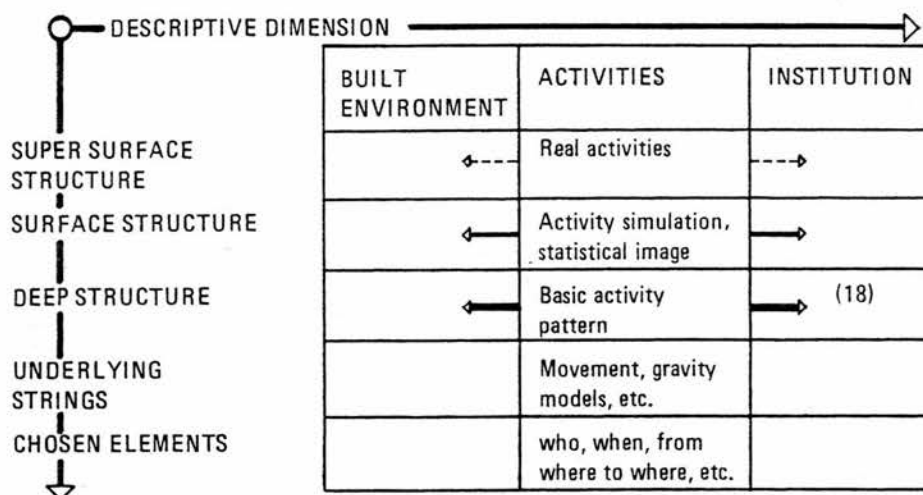 DESCRIPTIVE DIMENSION
BUILT
ENVIRONMENT
ACTIVITIES
INSTITUTION
SUPER SURFACE
STRUCTURE
Real activities
SURFACE STRUCTURE
Activity simulation,
statistical image
DEEP STRUCTURE
Basic activity
pattern
(18)
UNDERLYING
STRINGS
Movement, gravity
models, etc.
CHOSEN ELEMENTS
who, when, from
where to where, etc.